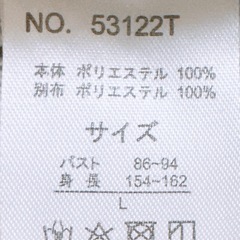 NO. 53122T
本体 ポリエステル 100%
別布 ポリエステル 100%
サイズ
バスト 86~94
身長 154~162
L